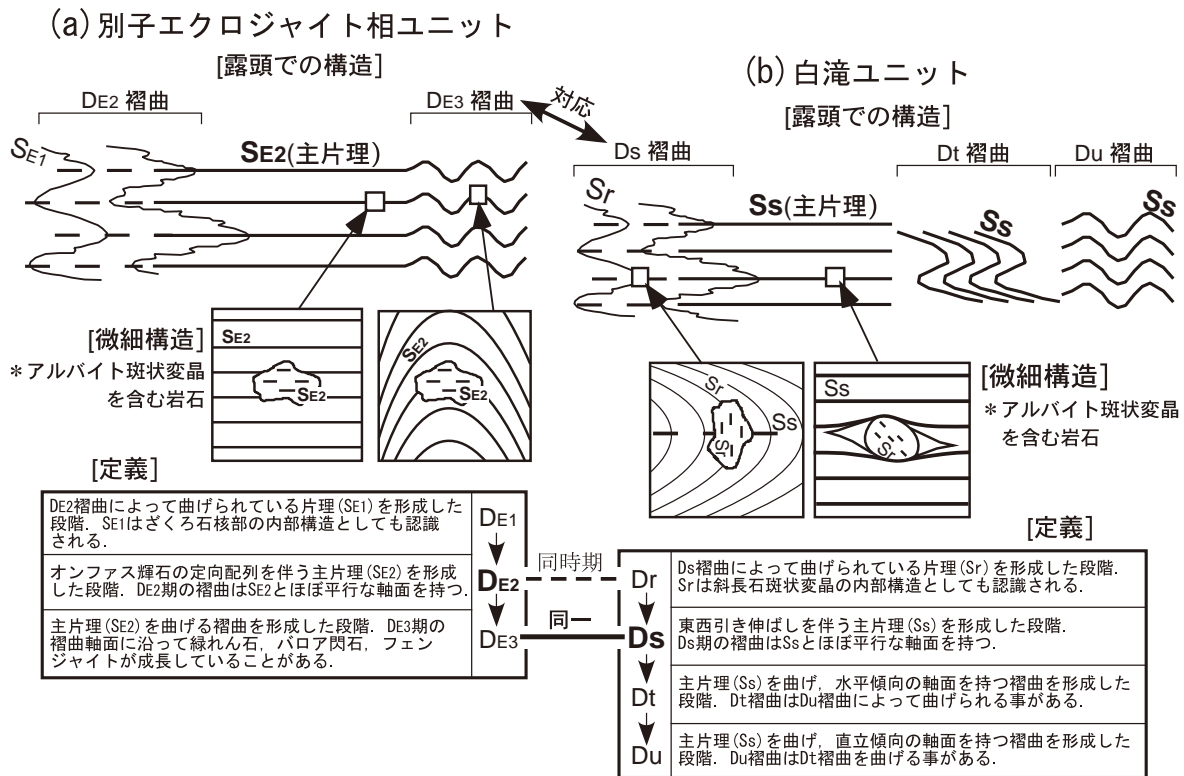 (a) 別子エクロジャイト相ユニット
[露頭での構造]
DE2 褶曲
DE3 褶曲
対応
SE1
SE2(主片理)
[微細構造]
＊アルバイト斑状変晶
を含む岩石
SE2
SE2
SE2
SE2
(b) 白滝ユニット
[露頭での構造]
Ds 褶曲
Dt 褶曲
Du 褶曲
Sr
Ss(主片理)
Ss
Ss
Sr
Ss
Sr
Ss
Sr
[微細構造]
＊アルバイト斑状変晶
を含む岩石
[定義]
DE2褶曲によって曲げられている片理(SE1)を形成した
段階. SE1はざくろ石核部の内部構造としても認識
される.
DE1
オンファス輝石の定向配列を伴う主片理(SE2)を形成
した段階. DE2期の褶曲はSE2とほぼ平行な軸面を持つ.
DE2
主片理(SE2)を曲げる褶曲を形成した段階. DE3期の
褶曲軸面に沿って緑れん石, バロア閃石, フェン
ジャイトが成長していることがある.
DE3
同時期
同一
[定義]
Dr
Ds褶曲によって曲げられている片理(Sr)を形成した段階.
Srは斜長石斑状変晶の内部構造としても認識される.
Ds
東西引き伸ばしを伴う主片理(Ss)を形成した段階.
Ds期の褶曲はSsとほぼ平行な軸面を持つ.
Dt
主片理(Ss)を曲げ, 水平傾向の軸面を持つ褶曲を形成した
段階. Dt褶曲はDu褶曲によって曲げられる事がある.
Du
主片理(Ss)を曲げ, 直立傾向の軸面を持つ褶曲を形成した
段階. Du褶曲はDt褶曲を曲げる事がある.